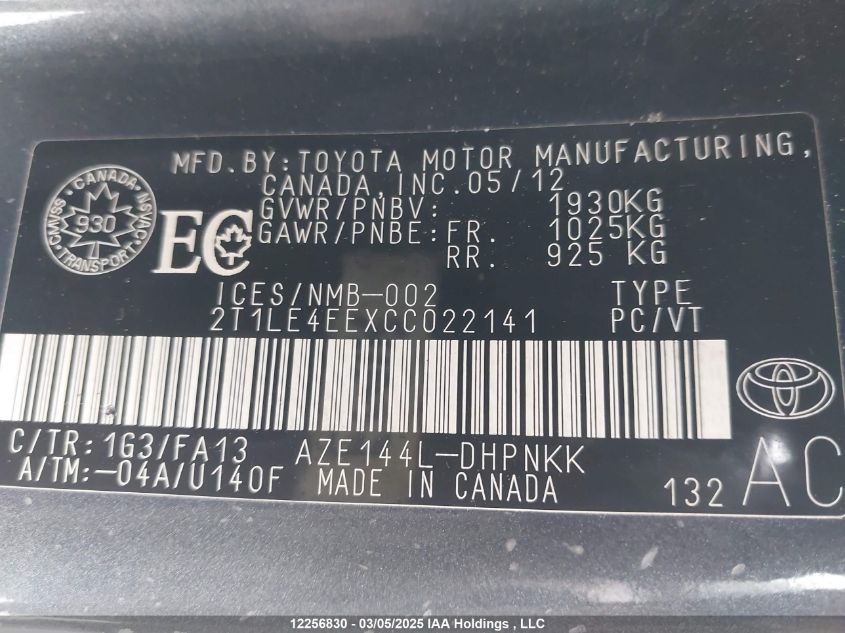 MFD.BY:TOYOTA MOTOR MANUFACTURING,
CANADA,INC.05/12
GVWR/PNBV: 1930KG
GAWR/PNBE:FR. 1025KG
RR. 925 KG
CANADA
CMVSS 930 NSVAC
TRANSPORT
EC
ICES/NMB-002 TYPE
2T1LE4EEXCC022141 PC/VT
C/TR:1G3/FA13 AZE144L-DHPNKK
A/TM:-04A/U140F MADE IN CANADA
132 AC
12256830 - 03/05/2025 IAA Holdings , LLC